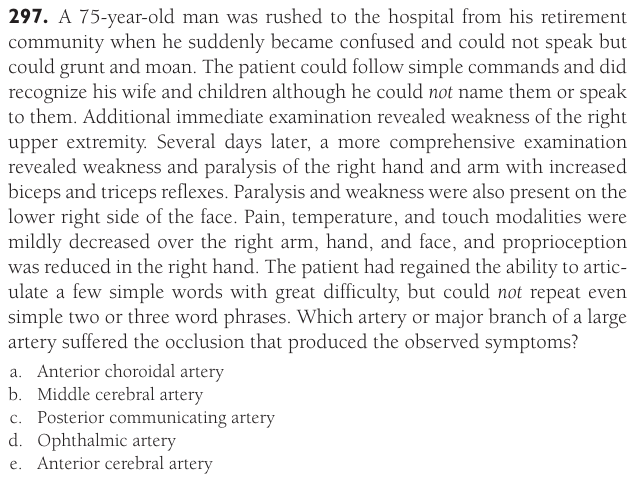 297. A 75-year-old man was rushed to the hospital from his retirement
community when he suddenly became confused and could not speak but
could grunt and moan. The patient could follow simple commands and did
recognize his wife and children although he could not name them or speak
to them. Additional immediate examination revealed weakness of the right
upper extremity. Several days later, a more comprehensive examination
revealed weakness and paralysis of the right hand and arm with increased
biceps and triceps reflexes. Paralysis and weakness were also present on the
lower right side of the face. Pain, temperature, and touch modalities were
mildly decreased over the right arm, hand, and face, and proprioception
was reduced in the right hand. The patient had regained the ability to artic-
ulate a few simple words with great difficulty, but could not repeat even
simple two or three word phrases. Which artery or major branch of a large
artery suffered the occlusion that produced the observed symptoms?
a. Anterior choroidal artery
b. Middle cerebral artery
c. Posterior communicating artery
d. Ophthalmic artery
e. Anterior cerebral artery